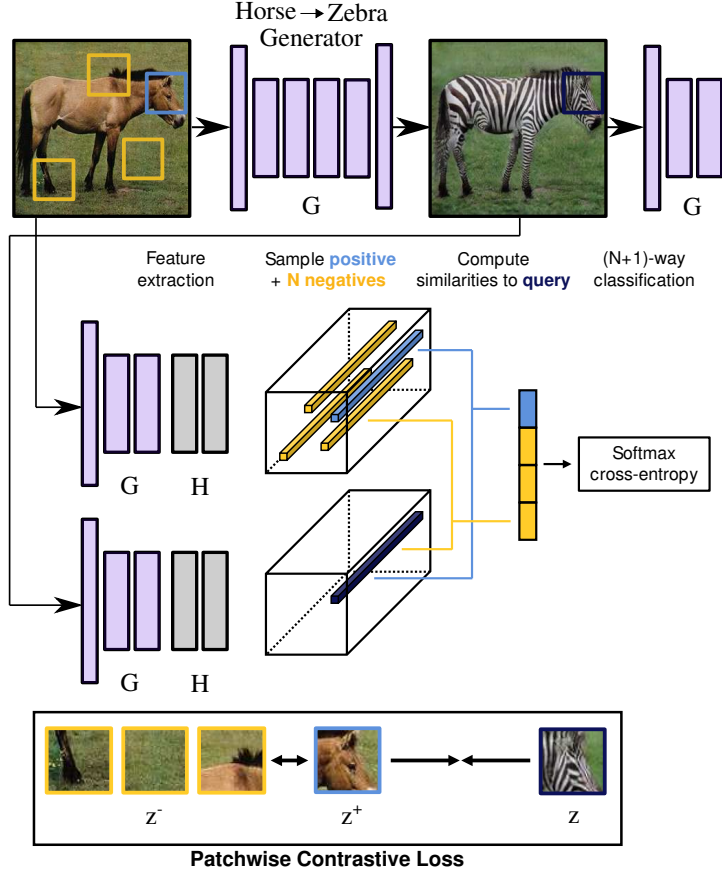 Horse → Zebra
Generator
G
G
Feature
extraction
Sample positive
+ N negatives
Compute
similarities to query
(N+1)-way
classification
G
H
Softmax
cross-entropy
G
H
z-
z+
z
Patchwise Contrastive Loss